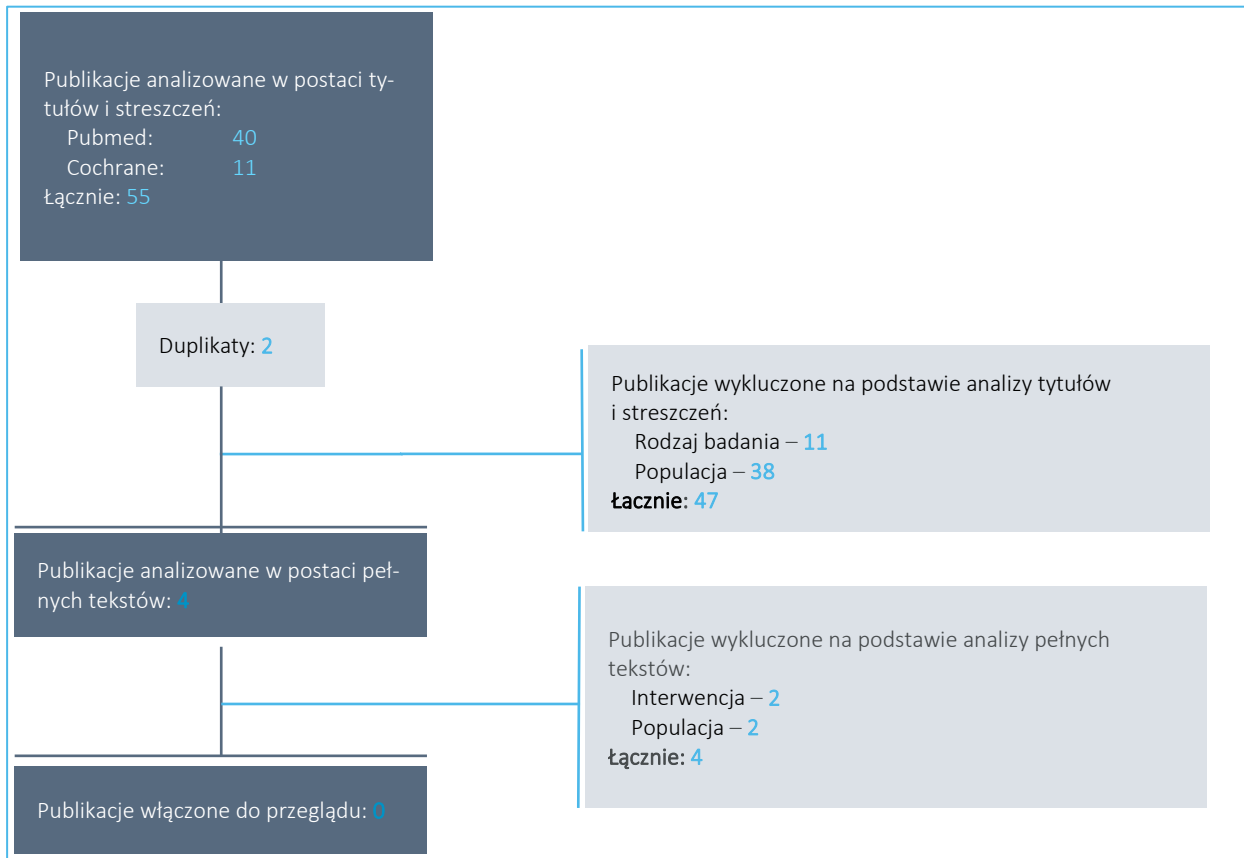 Publikacje analizowane w postaci ty-
tułów i streszczeń:
Pubmed: 40
Cochrane: 11
Łącznie: 55
Duplikaty: 2
Publikacje wykluczone na podstawie analizy tytułów
i streszczeń:
Rodzaj badania – 11
Populacja – 38
Łacznie: 47
Publikacje analizowane w postaci peł-
nych tekstów: 4
Publikacje wykluczone na podstawie analizy pełnych
tekstów:
Interwencja – 2
Populacja – 2
Łącznie: 4
Publikacje włączone do przeglądu: 0